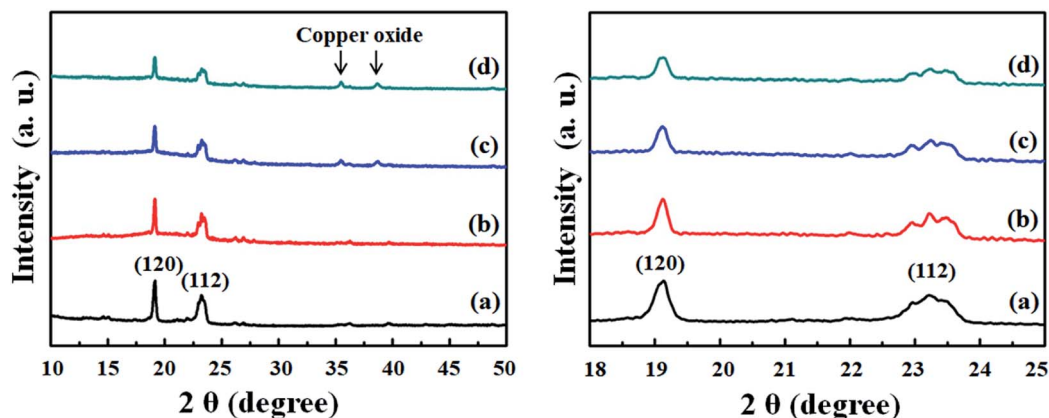 Copper oxide
(d)
(c)
(b)
(120)
(112)
(a)
Intensity (a. u.)
10 15 20 25 30 35 40 45 50
2 θ (degree)
(d)
(c)
(b)
(120)
(112)
(a)
Intensity (a. u.)
18 19 20 21 22 23 24 25
2 θ (degree)